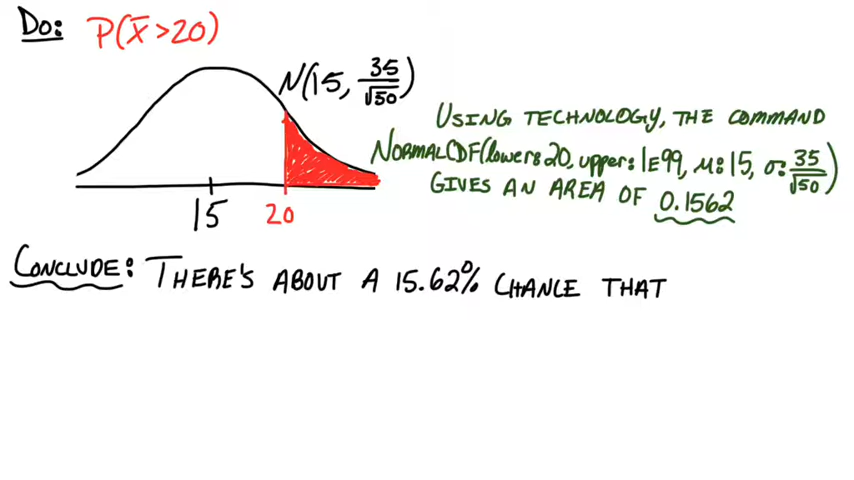 Do: P(x̄>20)
N(15, 35/√50)
USING TECHNOLOGY, THE COMMAND
NORMALCDF(lower:20, upper:1E99, μ:15, σ:35/√50)
GIVES AN AREA OF 0.1562
15
20
CONCLUDE: THERE'S ABOUT A 15.62% CHANCE THAT